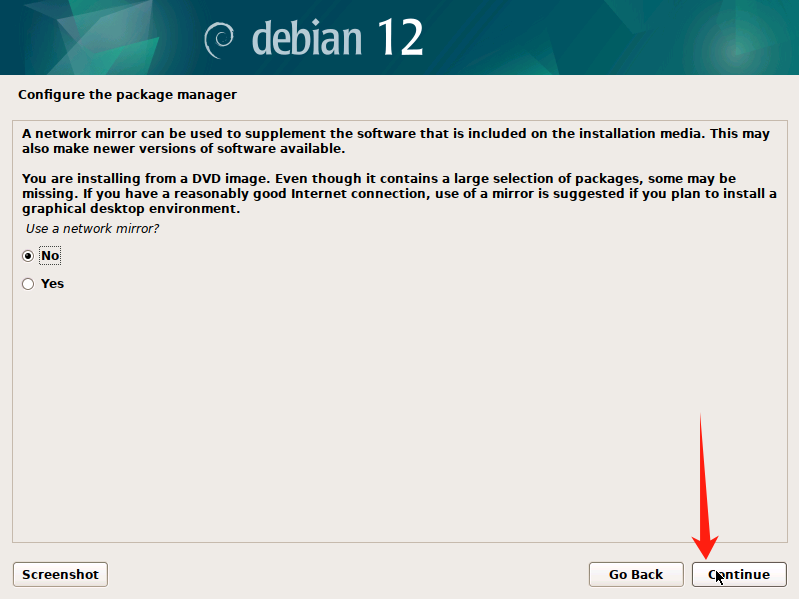 debian 12
Configure the package manager
A network mirror can be used to supplement the software that is included on the installation media. This may
also make newer versions of software available.
You are installing from a DVD image. Even though it contains a large selection of packages, some may be
missing. If you have a reasonably good Internet connection, use of a mirror is suggested if you plan to install a
graphical desktop environment.
Use a network mirror?
No
Yes
Screenshot
Go Back
Continue